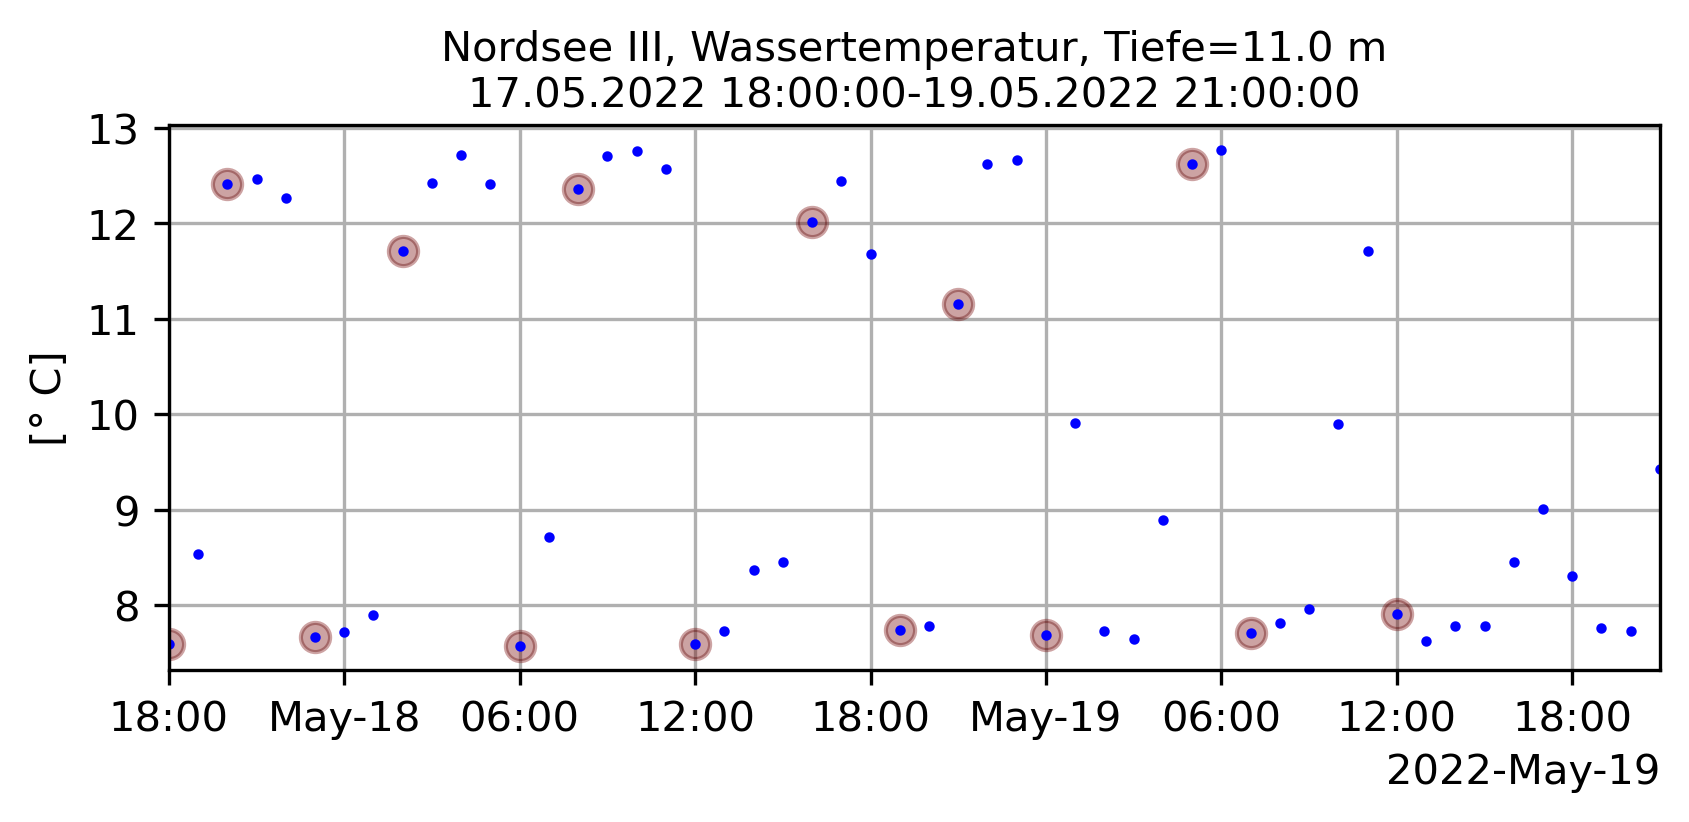 Nordsee III, Wassertemperatur, Tiefe=11.0 m
17.05.2022 18:00:00-19.05.2022 21:00:00
[° C]
13
12
11
10
9
8
18:00 May-18 06:00 12:00 18:00 May-19 06:00 12:00 18:00
2022-May-19